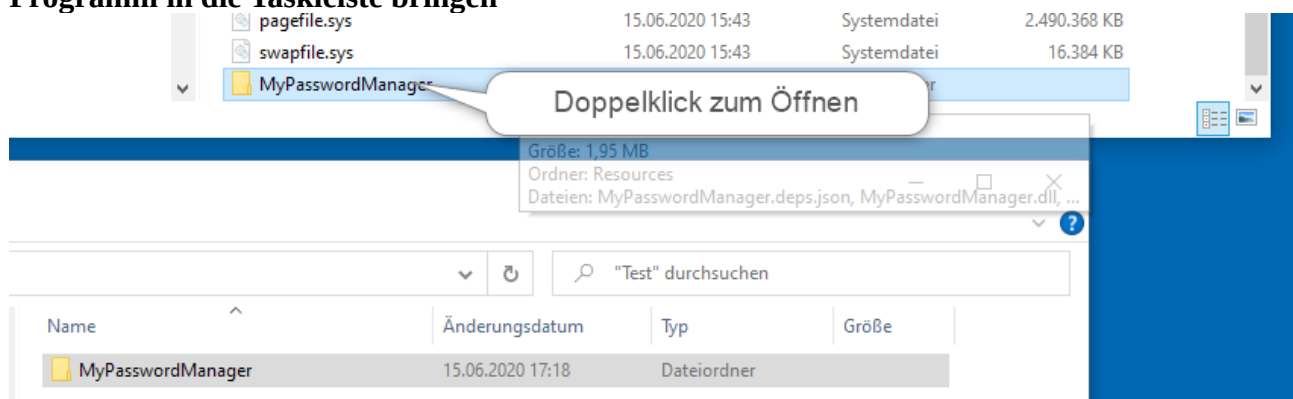 Programm in die Taskleiste bringen
pagefile.sys 15.06.2020 15:43 Systemdatei 2.490.368 KB
swapfile.sys 15.06.2020 15:43 Systemdatei 16.384 KB
MyPasswordManager
Doppelklick zum Öffnen
Größe: 1,95 MB
Ordner: Resources
Dateien: MyPasswordManager.deps.json, MyPasswordManager.dll, ...
"Test" durchsuchen
Name Änderungsdatum Typ Größe
MyPasswordManager 15.06.2020 17:18 Dateiordner